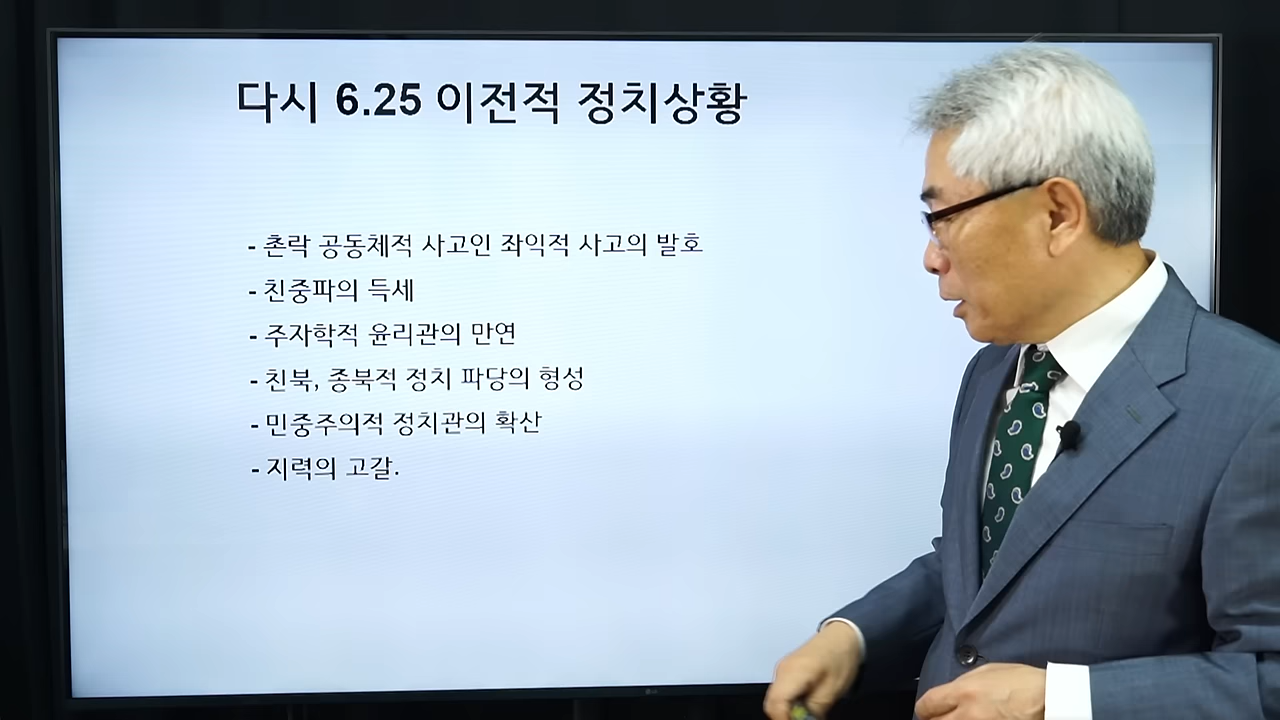 다시 6.25 이전적 정치상황
- 촌락 공동체적 사고인 좌익적 사고의 발호
- 친중파의 득세
- 주자학적 윤리관의 만연
- 친북, 종북적 정치 파당의 형성
- 민중주의적 정치관의 확산
- 지력의 고갈.
LG